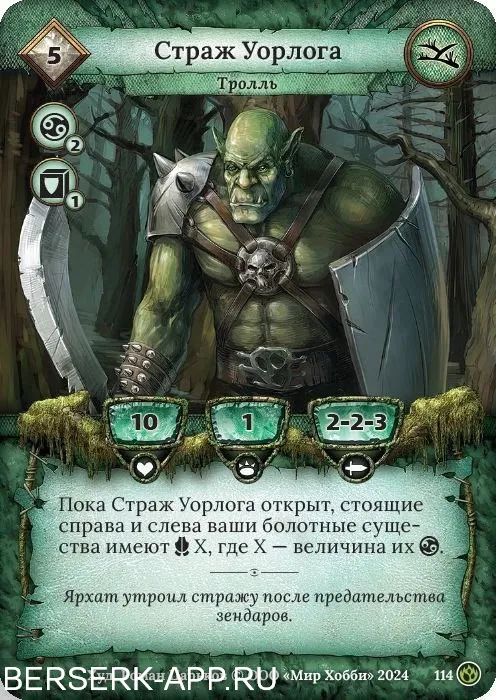 5
Страж Уорлога
Тролль
2
1
10
1
2-2-3
Пока Страж Уорлога открыт, стоящие
справа и слева ваши болотные суще-
ства имеют X, где X — величина их .
Ярхат утроил стражу после предательства
зендаров.
ООО «Мир Хобби» 2024
114
BERSERK-APP.RU